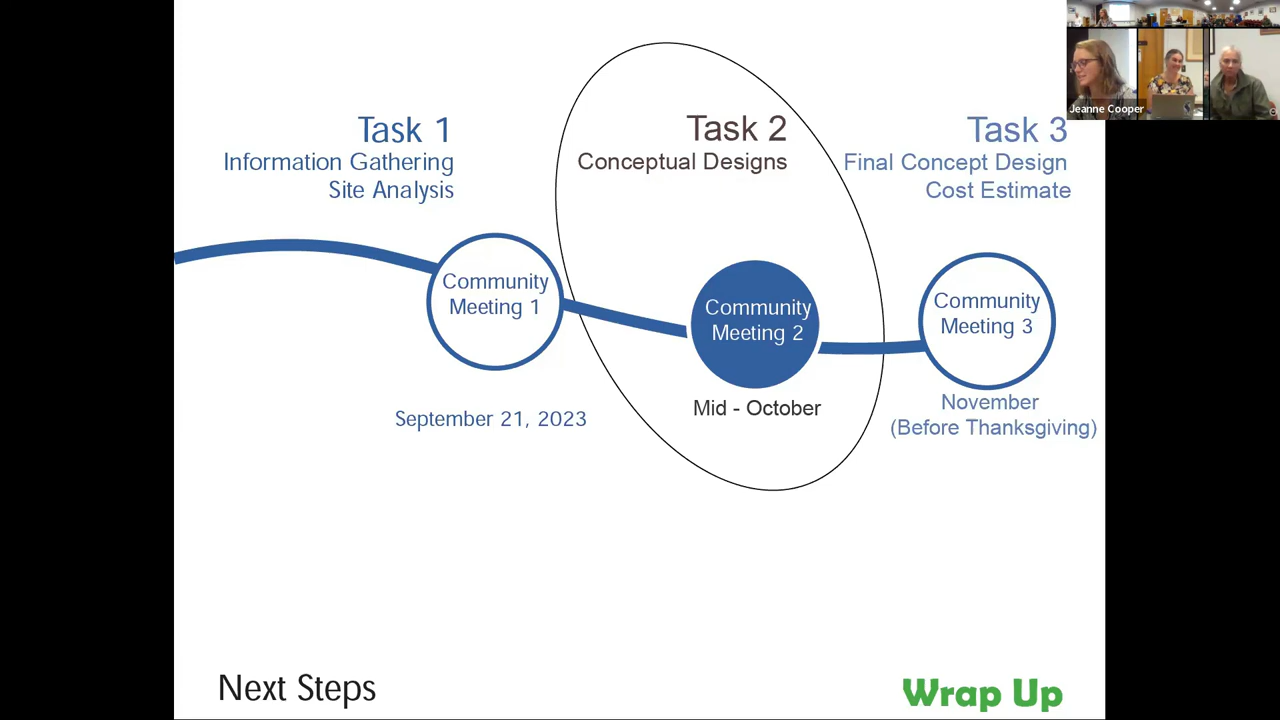 Jeanne Cooper
Task 1
Information Gathering
Site Analysis
Task 2
Conceptual Designs
Task 3
Final Concept Design
Cost Estimate
Community
Meeting 1
Community
Meeting 2
Community
Meeting 3
September 21, 2023
Mid - October
November
(Before Thanksgiving)
Next Steps
Wrap Up